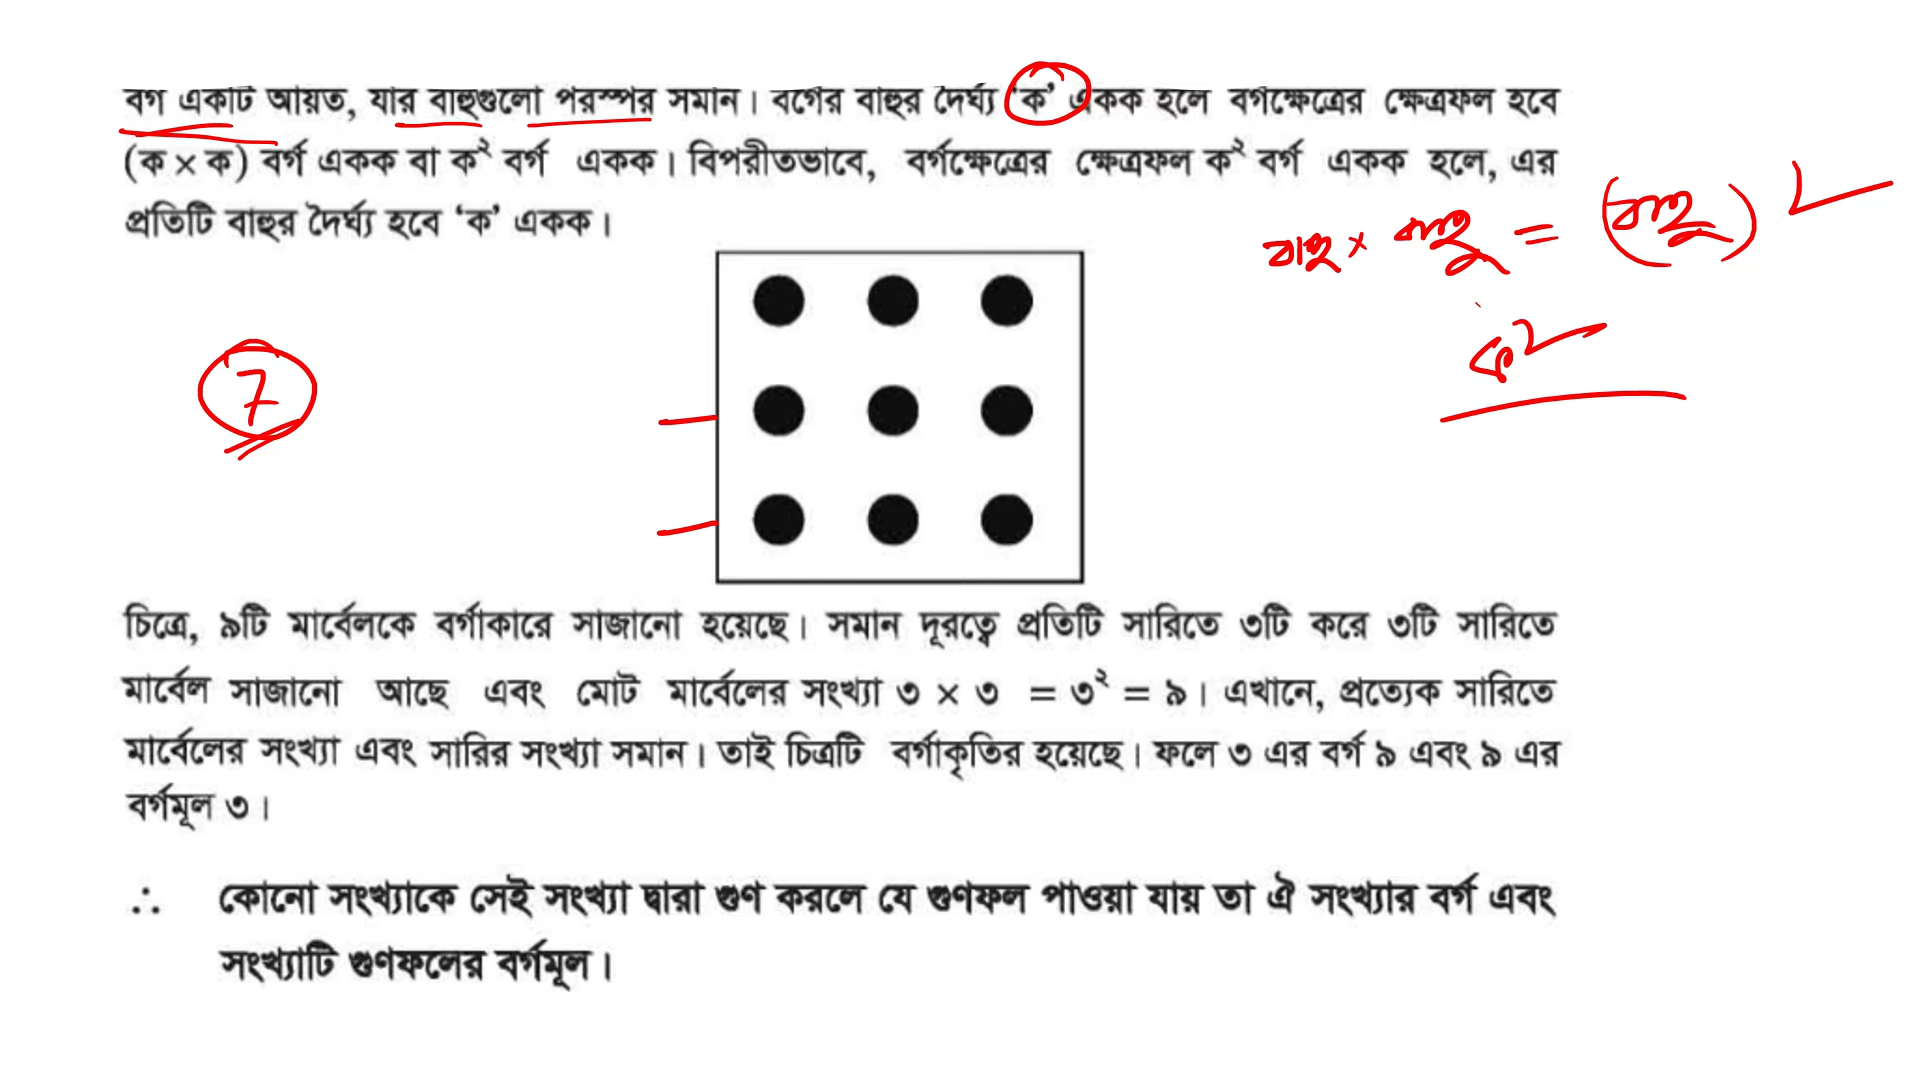 বর্গ একটি আয়ত, যার বাহুগুলো পরস্পর সমান। বর্গের বাহুর দৈর্ঘ্য ‘ক’ একক হলে বর্গক্ষেত্রের ক্ষেত্রফল হবে
(ক × ক) বর্গ একক বা ক² বর্গ একক। বিপরীতভাবে, বর্গক্ষেত্রের ক্ষেত্রফল ক² বর্গ একক হলে, এর
প্রতিটি বাহুর দৈর্ঘ্য হবে ‘ক’ একক।
বাহু × বাহু = (বাহু)²
ক²
7
চিত্রে, ৯টি মার্বেলকে বর্গাকারে সাজানো হয়েছে। সমান দূরত্বে প্রতিটি সারিতে ৩টি করে ৩টি সারিতে
মার্বেল সাজানো আছে এবং মোট মার্বেলের সংখ্যা ৩ × ৩ = ৩² = ৯। এখানে, প্রত্যেক সারিতে
মার্বেলের সংখ্যা এবং সারির সংখ্যা সমান। তাই চিত্রটি বর্গাকৃতির হয়েছে। ফলে ৩ এর বর্গ ৯ এবং ৯ এর
বর্গমূল ৩।
∴ কোনো সংখ্যাকে সেই সংখ্যা দ্বারা গুণ করলে যে গুণফল পাওয়া যায় তা ঐ সংখ্যার বর্গ এবং
সংখ্যাটি গুণফলের বর্গমূল।